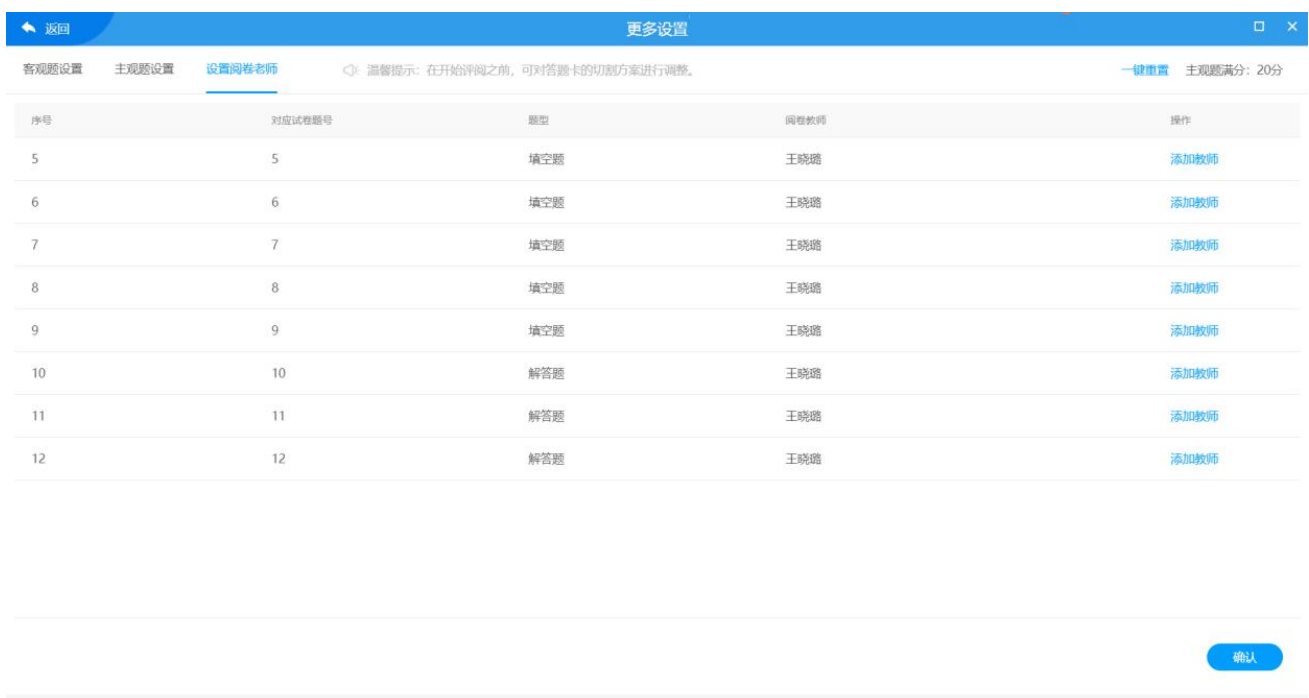 返回 更多设置
客观题设置 主观题设置 设置阅卷老师 温馨提示：在开始评阅之前，可对答题卡的切割方案进行调整。 一键重置 主观题满分：20分
序号 对应试卷题号 题型 阅卷教师 操作
5 5 填空题 王晓璐 添加教师
6 6 填空题 王晓璐 添加教师
7 7 填空题 王晓璐 添加教师
8 8 填空题 王晓璐 添加教师
9 9 填空题 王晓璐 添加教师
10 10 解答题 王晓璐 添加教师
11 11 解答题 王晓璐 添加教师
12 12 解答题 王晓璐 添加教师
确认